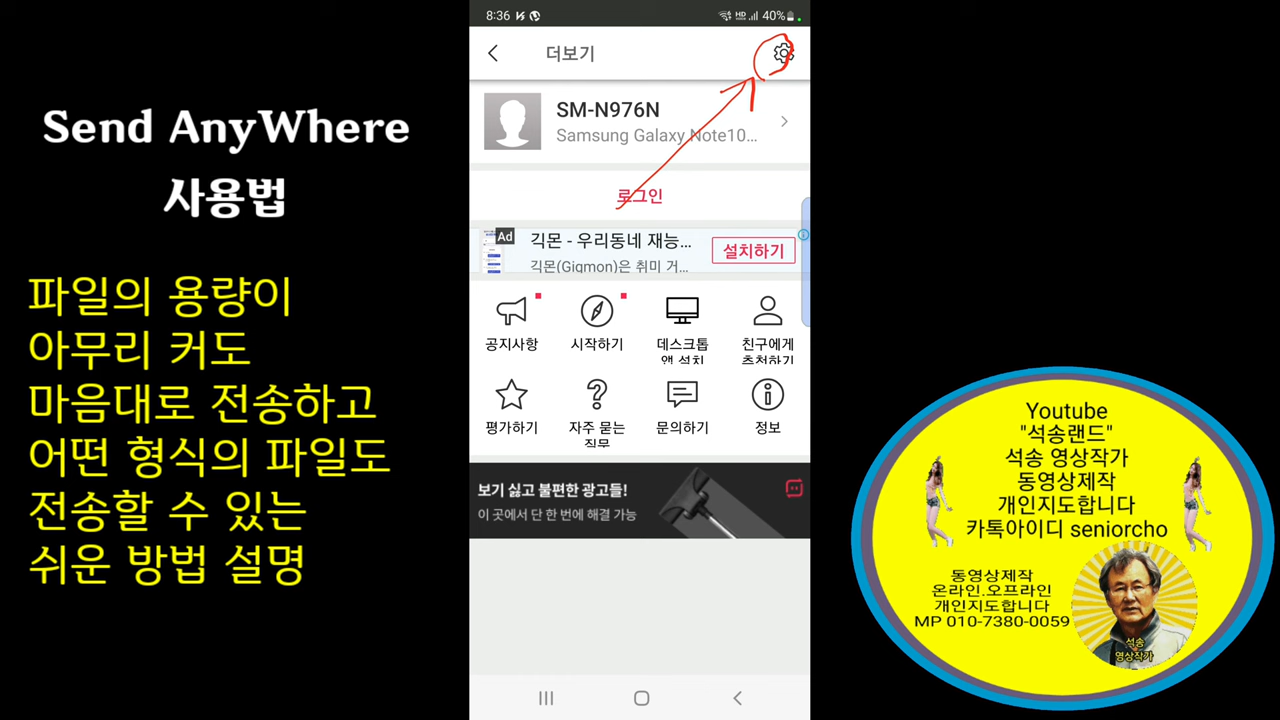 Send AnyWhere
사용법
파일의 용량이
아무리 커도
마음대로 전송하고
어떤 형식의 파일도
전송할 수 있는
쉬운 방법 설명
8:36
HD
40%
더보기
SM-N976N
Samsung Galaxy Note10...
로그인
Ad
긱몬 - 우리동네 재능...
긱몬(Gigmon)은 취미 거...
설치하기
공지사항
시작하기
데스크톱
앱 설치
친구에게
추천하기
평가하기
자주 묻는
질문
문의하기
정보
보기 싫고 불편한 광고들!
이 곳에서 단 한 번에 해결 가능
Youtube
"석송랜드"
석송 영상작가
동영상제작
개인지도합니다
카톡아이디 seniorcho
동영상제작
온라인.오프라인
개인지도합니다
MP 010-7380-0059
석송
영상작가